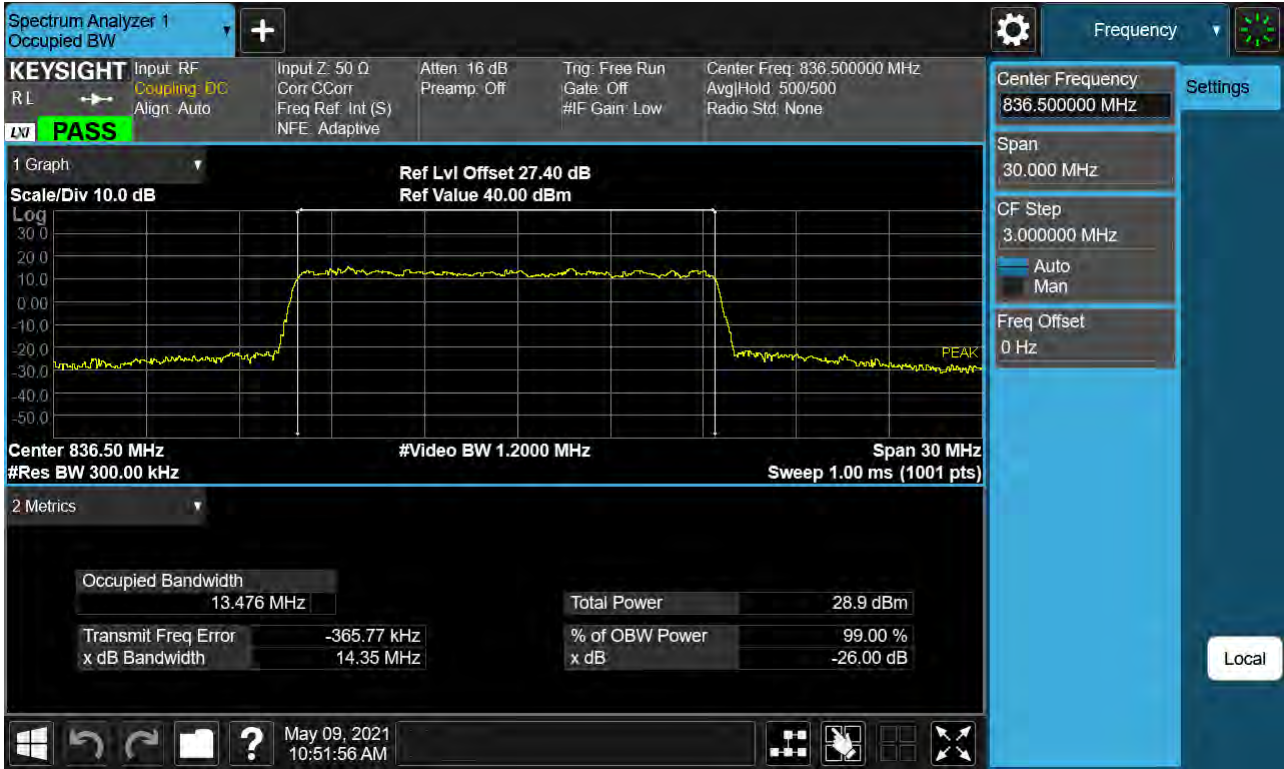 Spectrum Analyzer 1
Occupied BW
+
Frequency
KEYSIGHT
R L
LXI
PASS
Input: RF
Coupling: DC
Align: Auto
Input Z: 50 Ω
Corr CCorr
Freq Ref: Int (S)
NFE: Adaptive
Atten: 16 dB
Preamp: Off
Trig: Free Run
Gate: Off
#IF Gain: Low
Center Freq: 836.500000 MHz
Avg|Hold: 500/500
Radio Std: None
Center Frequency
836.500000 MHz
Settings
Span
30.000 MHz
CF Step
3.000000 MHz
Auto
Man
Freq Offset
0 Hz
Local
1 Graph
Scale/Div 10.0 dB
Ref Lvl Offset 27.40 dB
Ref Value 40.00 dBm
Log
30.0
20.0
10.0
0.00
-10.0
-20.0
-30.0
-40.0
-50.0
PEAK
Center 836.50 MHz
#Video BW 1.2000 MHz
Span 30 MHz
#Res BW 300.00 kHz
Sweep 1.00 ms (1001 pts)
2 Metrics
Occupied Bandwidth
13.476 MHz
Total Power 28.9 dBm
Transmit Freq Error -365.77 kHz
% of OBW Power 99.00 %
x dB Bandwidth 14.35 MHz
x dB -26.00 dB
?
May 09, 2021
10:51:56 AM